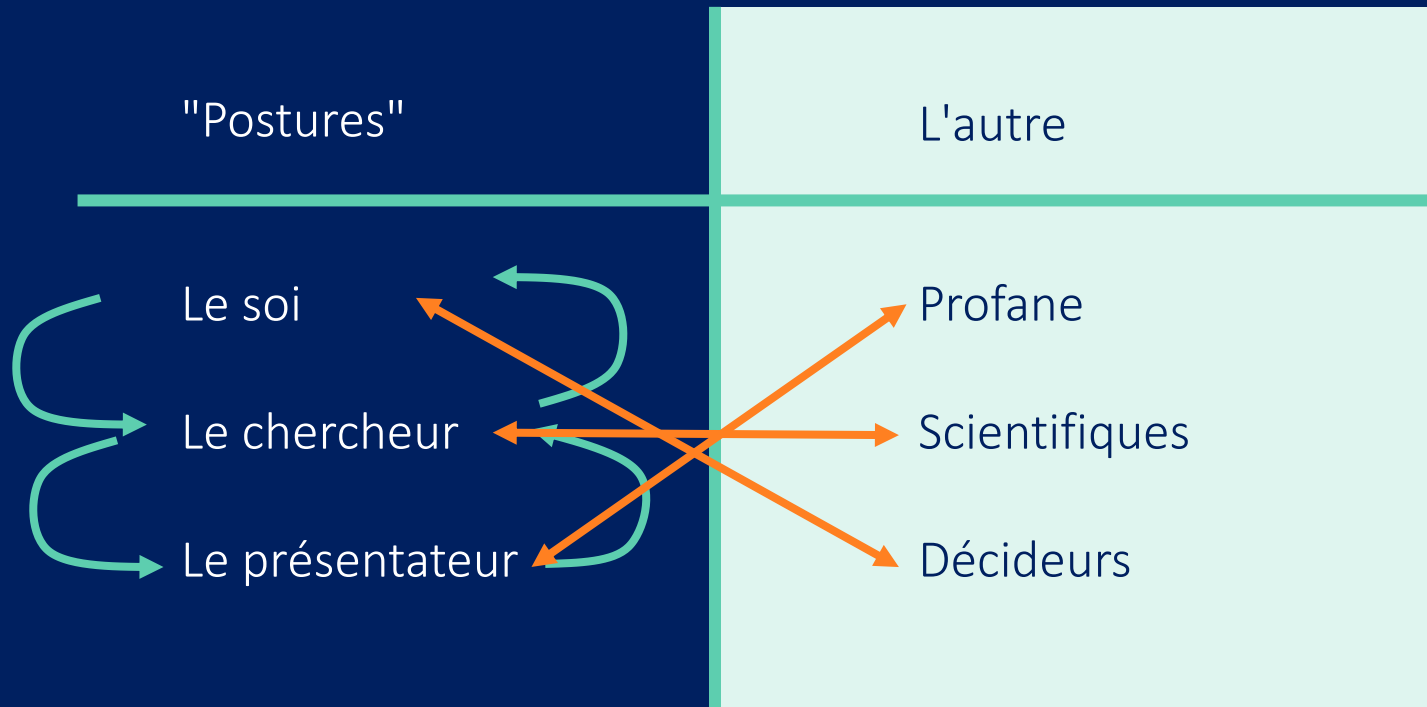 "Postures"
L'autre
Le soi
Profane
Le chercheur
Scientifiques
Le présentateur
Décideurs